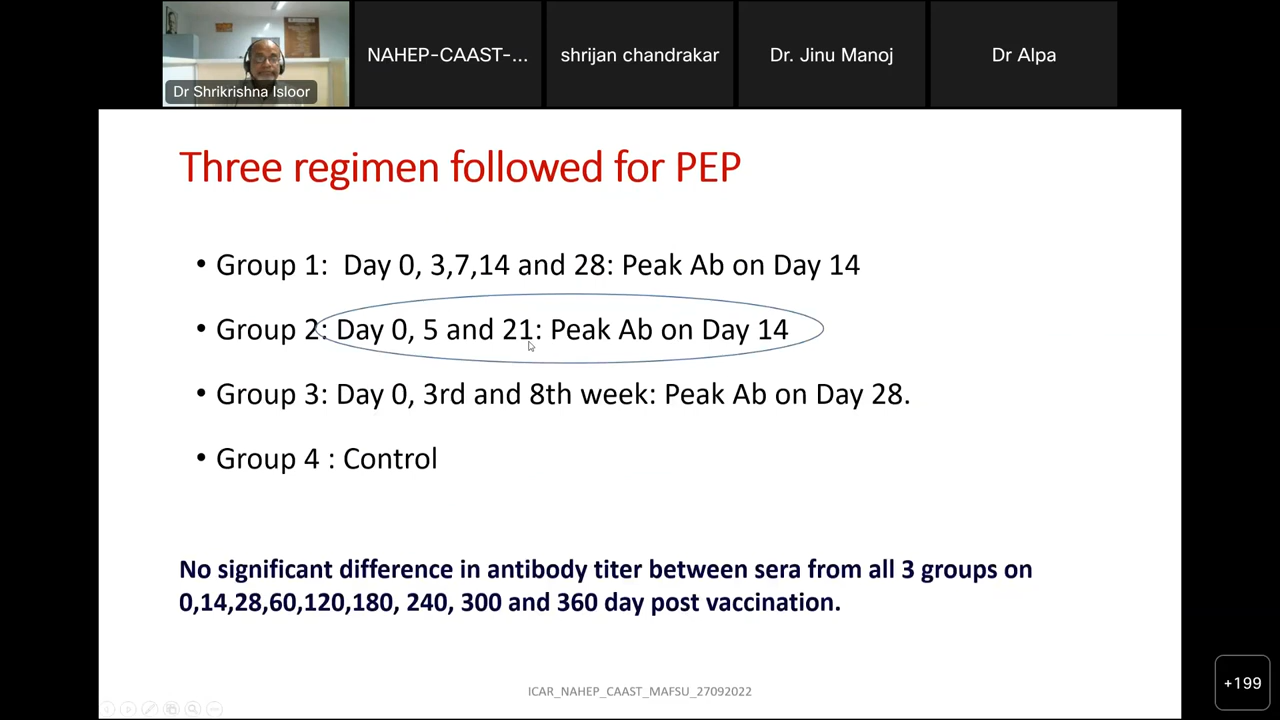 NAHEP-CAAST-...
shrijan chandrakar
Dr. Jinu Manoj
Dr Alpa
Dr Shrikrishna Isloor
Three regimen followed for PEP
• Group 1: Day 0, 3,7,14 and 28: Peak Ab on Day 14
• Group 2: Day 0, 5 and 21: Peak Ab on Day 14
• Group 3: Day 0, 3rd and 8th week: Peak Ab on Day 28.
• Group 4 : Control
No significant difference in antibody titer between sera from all 3 groups on
0,14,28,60,120,180, 240, 300 and 360 day post vaccination.
ICAR_NAHEP_CAAST_MAFSU_27092022
+199